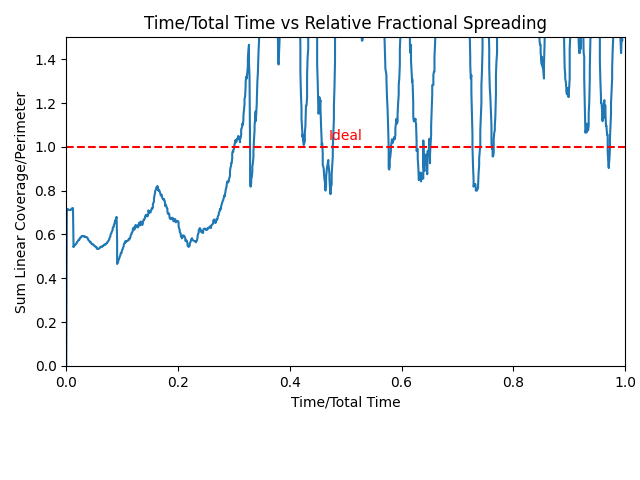 Time/Total Time vs Relative Fractional Spreading
Sum Linear Coverage/Perimeter
1.4
1.2
1.0
0.8
0.6
0.4
0.2
0.0
Ideal
0.0 0.2 0.4 0.6 0.8 1.0
Time/Total Time